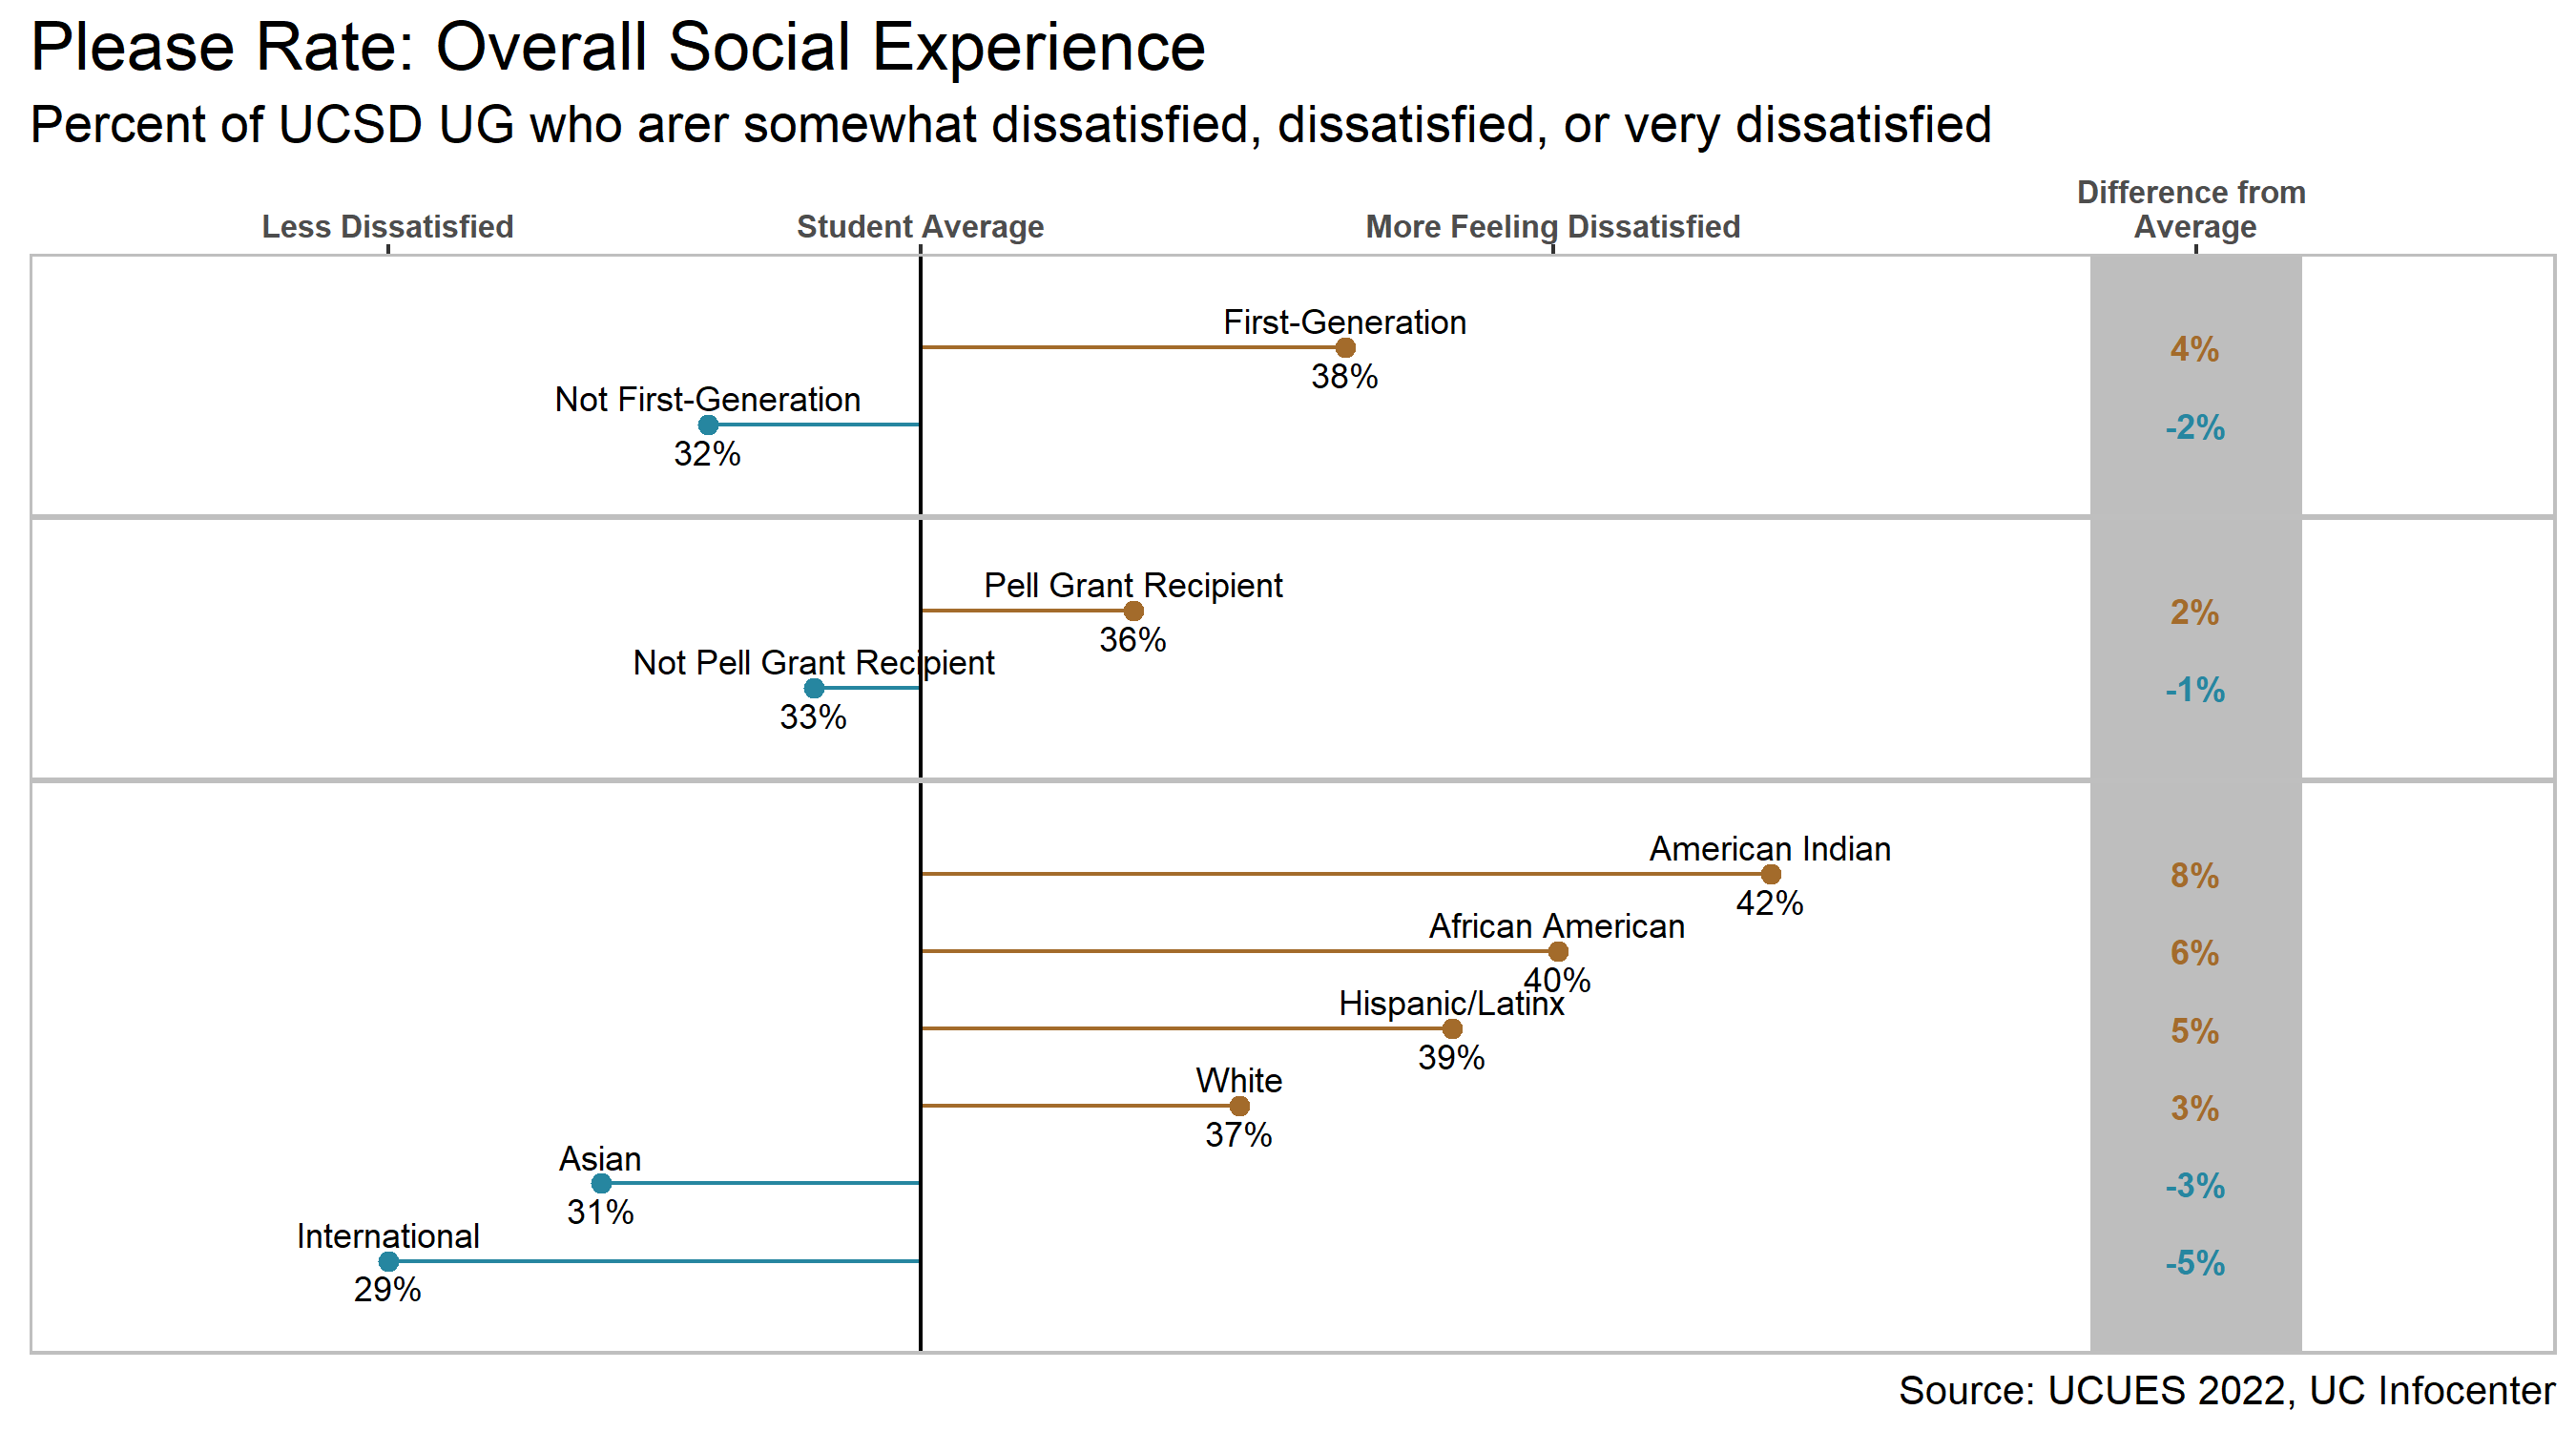 Please Rate: Overall Social Experience
Percent of UCSD UG who arer somewhat dissatisfied, dissatisfied, or very dissatisfied
Less Dissatisfied
Student Average
More Feeling Dissatisfied
Difference from
Average
First-Generation
38%
4%
Not First-Generation
32%
-2%
Pell Grant Recipient
36%
2%
Not Pell Grant Recipient
33%
-1%
American Indian
42%
8%
African American
40%
6%
Hispanic/Latinx
39%
5%
White
37%
3%
Asian
31%
-3%
International
29%
-5%
Source: UCUES 2022, UC Infocenter